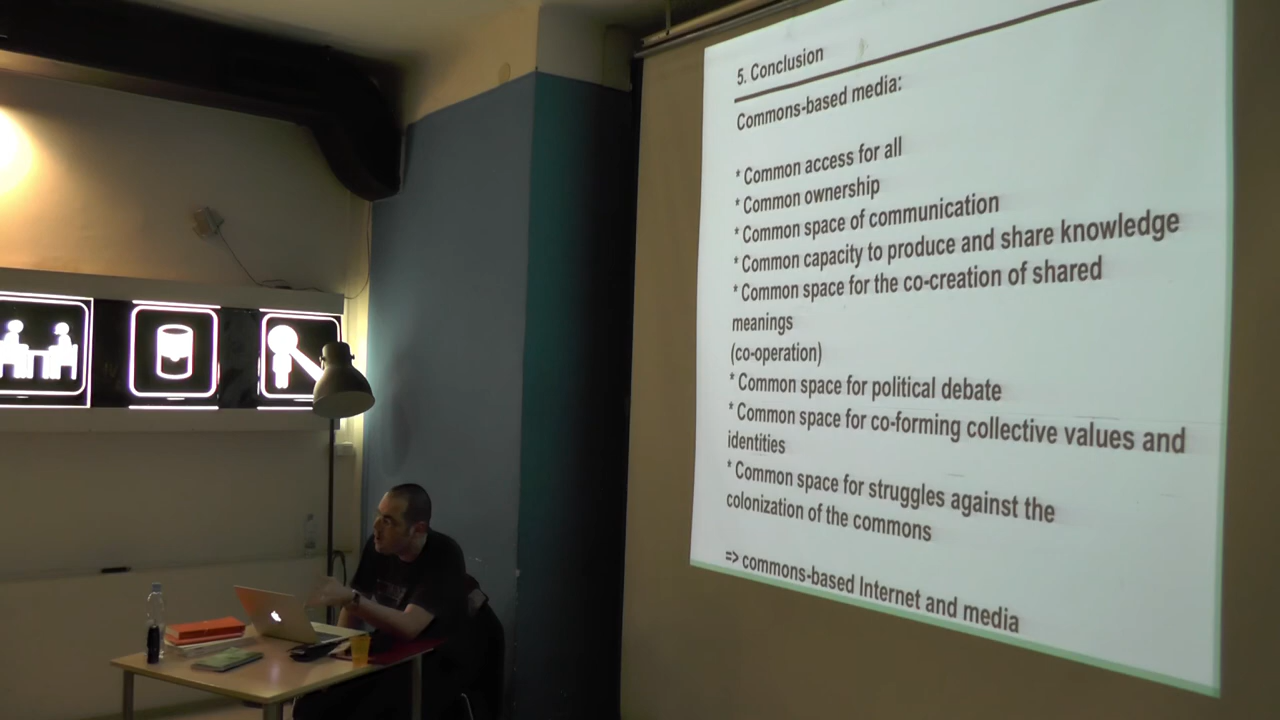 5. Conclusion
Commons-based media:
* Common access for all
* Common ownership
* Common space of communication
* Common capacity to produce and share knowledge
* Common space for the co-creation of shared
meanings
(co-operation)
* Common space for political debate
* Common space for co-forming collective values and
identities
* Common space for struggles against the
colonization of the commons
=> commons-based Internet and media